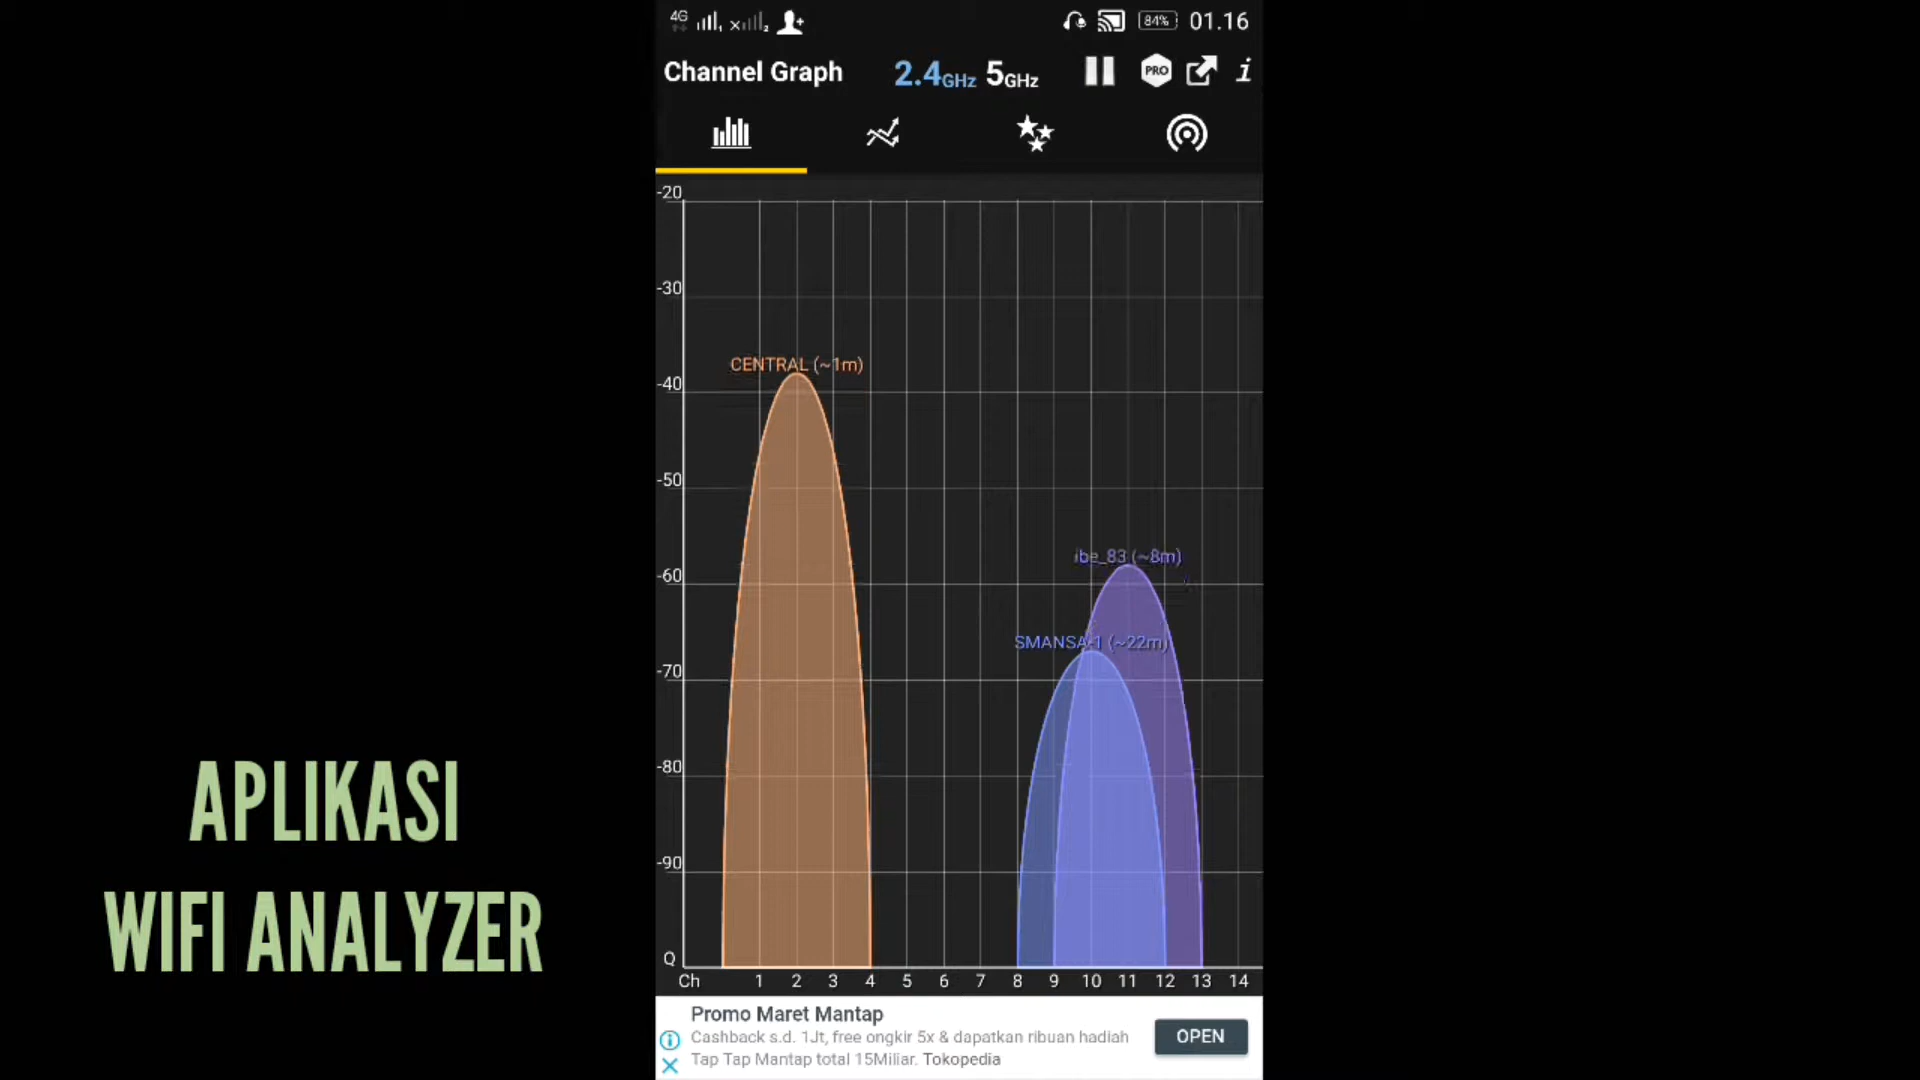 4G 1 2 84% 01.16
Channel Graph 2.4GHz 5GHz PRO i
-20
-30
CENTRAL (~1m)
-40
-50
ibe_83 (~8m)
-60
SMANSA-1 (~22m)
-70
-80
-90
Q
Ch 1 2 3 4 5 6 7 8 9 10 11 12 13 14
APLIKASI
WIFI ANALYZER
Promo Maret Mantap
Cashback s.d. 1Jt, free ongkir 5x & dapatkan ribuan hadiah
Tap Tap Mantap total 15Miliar. Tokopedia
OPEN